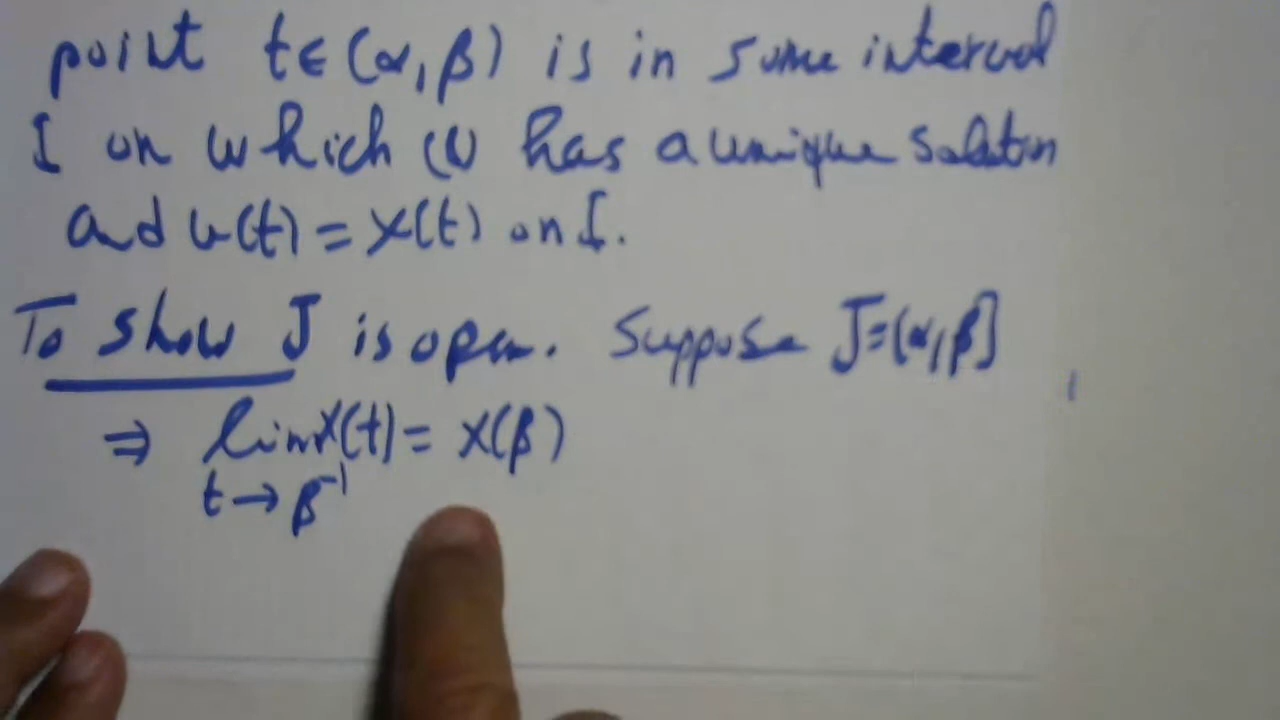 point t∈(α,β) is in some interval
I on which (1) has a unique solution
and u(t) = x(t) on I.
To show J is open. Suppose J=(α,β]
⇒ lim x(t) = x(β)
t→β⁻